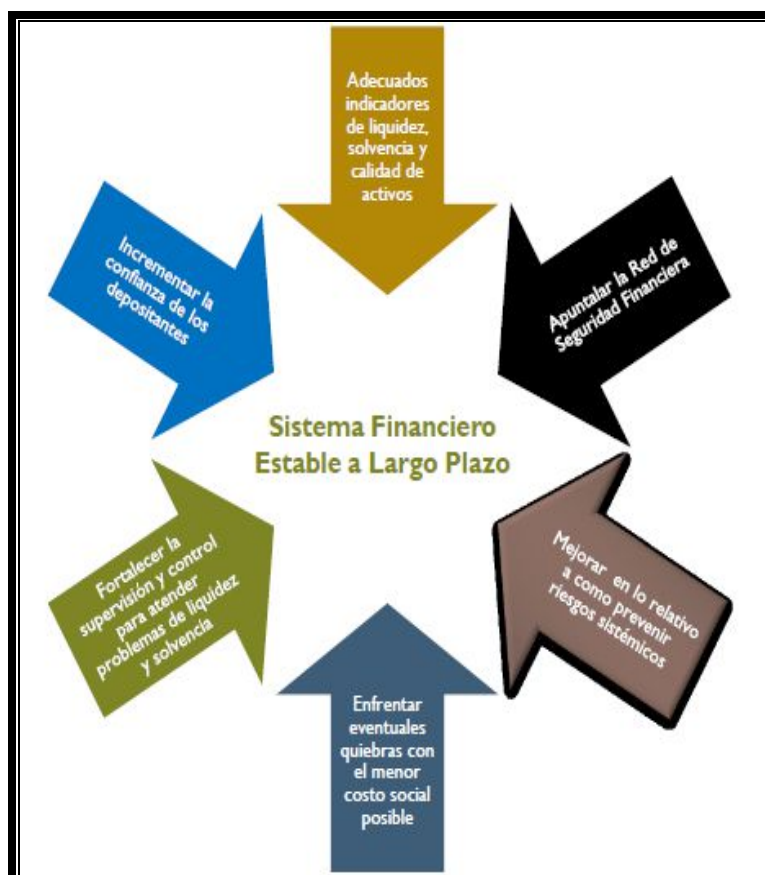 Adecuados
indicadores
de liquidez,
solvencia y
calidad de
activos
Incrementar la
confianza de los
depositantes
Apuntalar la Red de
Seguridad Financiera
Sistema Financiero
Estable a Largo Plazo
Fortalecer la
supervisión y control
para atender
problemas de liquidez
y solvencia
Mejorar en lo relativo
a como prevenir
riesgos sistémicos
Enfrentar
eventuales
quiebras con
el menor
costo social
posible